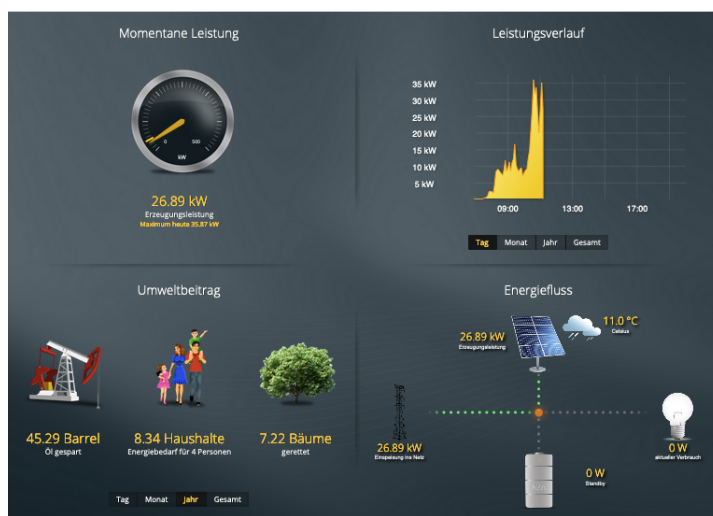 Momentane Leistung
0
500
kW
26.89 kW
Erzeugungsleistung
Maximum heute 35,87 kW
Leistungsverlauf
35 kW
30 kW
25 kW
20 kW
15 kW
10 kW
5 kW
09:00 13:00 17:00
Tag Monat Jahr Gesamt
Umweltbeitrag
45.29 Barrel
Öl gespart
8.34 Haushalte
Energiebedarf für 4 Personen
7.22 Bäume
gerettet
Tag Monat Jahr Gesamt
Energiefluss
26.89 kW
Erzeugungsleistung
11.0 °C
Celsius
26.89 kW
Einspeisung ins Netz
0 W
aktueller Verbrauch
0 W
Standby